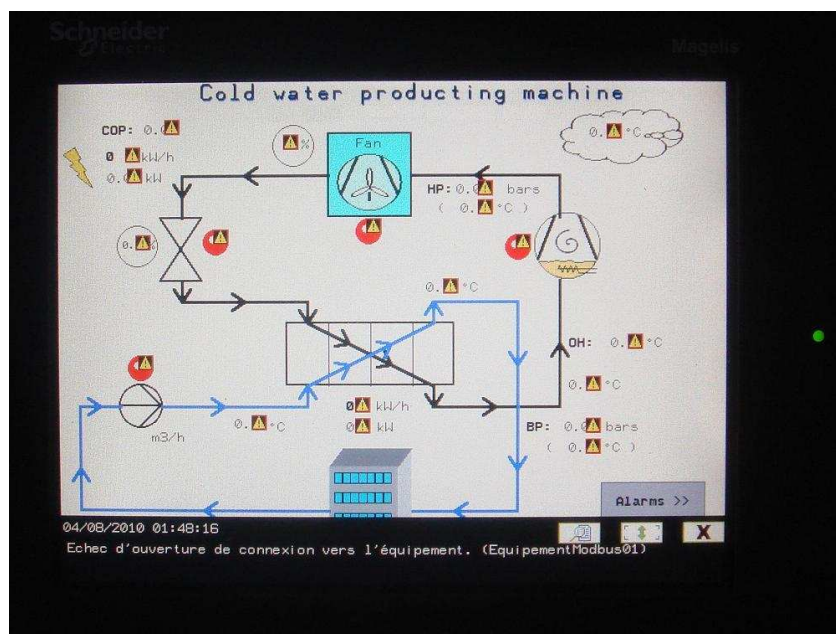 Schneider
Electric
Magelis
Cold water producting machine
COP: 0.
%
Fan
0. °C
0 kW/h
0. kW
HP: 0. bars
( 0. °C )
0. %
0. °C
OH: 0. °C
0. °C
0 kW/h
0. °C
0 kW
m3/h
BP: 0. bars
( 0. °C )
Alarms >>
04/08/2010 01:48:16
X
Echec d'ouverture de connexion vers l'équipement. (EquipementModbus01)